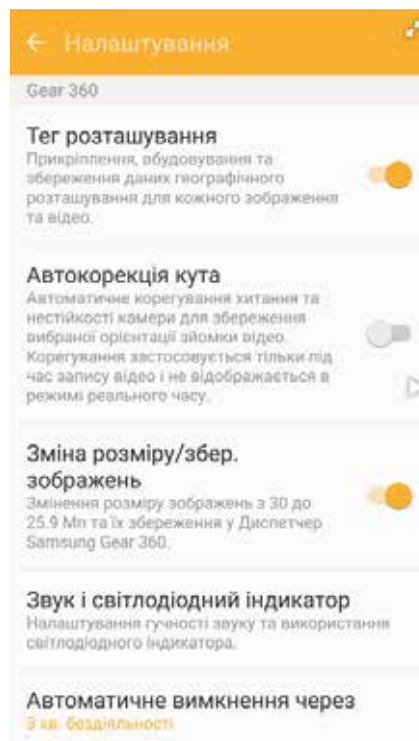 Налаштування
Gear 360
Тег розташування
Прикріплення, вбудовування та
збереження даних географічного
розташування для кожного зображення
та відео.
Автокорекція кута
Автоматичне корегування хитання та
нестійкості камери для збереження
вибраної орієнтації зйомки відео.
Корегування застосовується тільки під
час запису відео і не відображається в
режимі реального часу.
Зміна розміру/збер.
зображень
Змінення розміру зображень з 30 до
25.9 Мп та їх збереження у Диспетчер
Samsung Gear 360.
Звук і світлодіодний індикатор
Налаштування гучності звуку та використання
світлодіодного індикатора.
Автоматичне вимкнення через
3 хв. бездіяльності